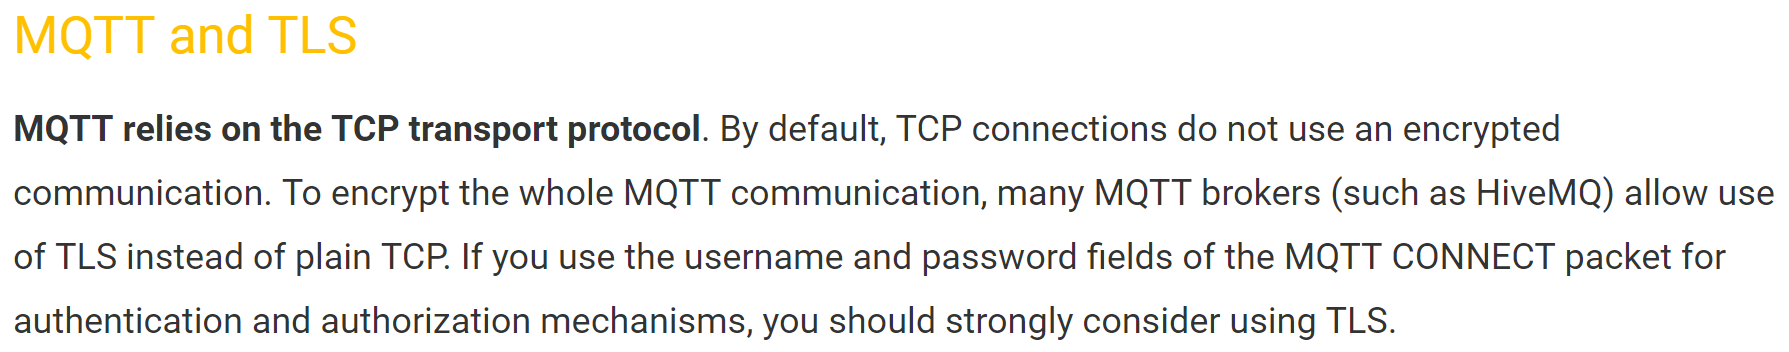 MQTT and TLS
MQTT relies on the TCP transport protocol. By default, TCP connections do not use an encrypted
communication. To encrypt the whole MQTT communication, many MQTT brokers (such as HiveMQ) allow use
of TLS instead of plain TCP. If you use the username and password fields of the MQTT CONNECT packet for
authentication and authorization mechanisms, you should strongly consider using TLS.